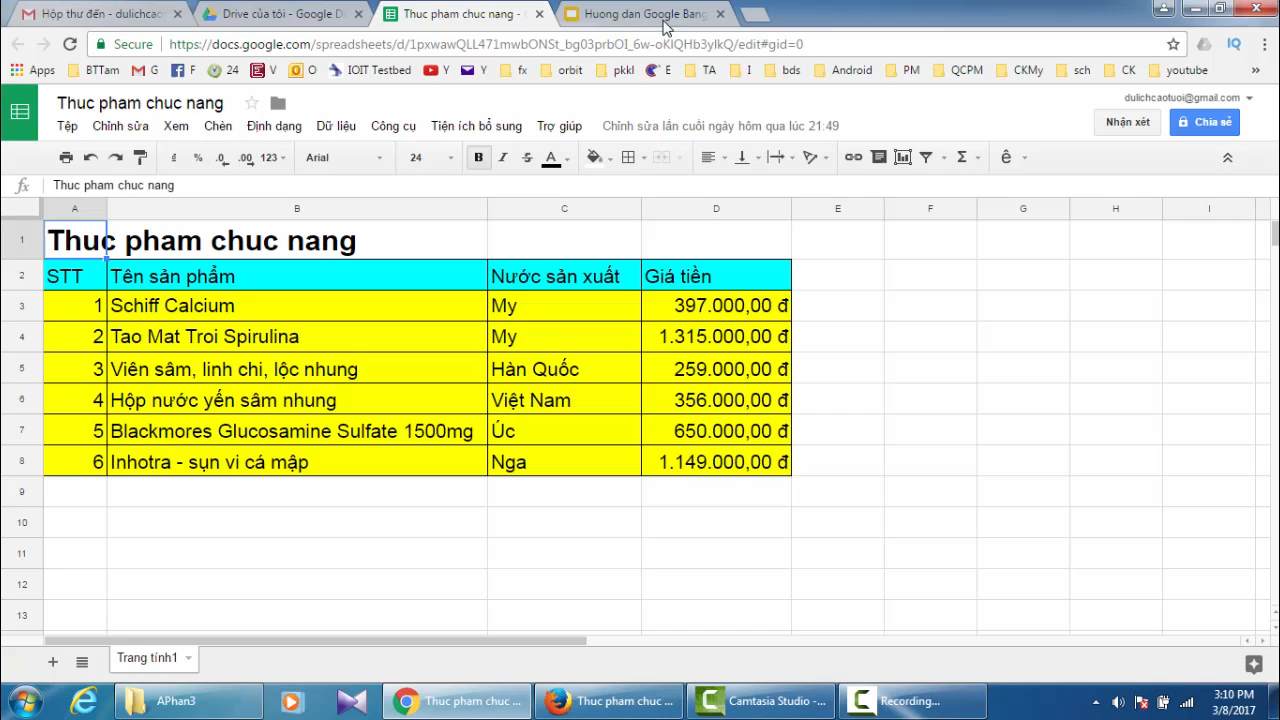 Hộp thư đến - dulichcaotuoi
Drive của tôi - Google D
Thuc pham chuc nang -
Huong dan Google Bang
Secure
https://docs.google.com/spreadsheets/d/1pxwawQLL471mwbONSt_bg03prbOI_6w-oKlQHb3ylkQ/edit#gid=0
Apps BTTam G F 24 V IOIT TestBed Y Y fx orbit pkkl E TA I bds Android PM QCPM CKMy sch CK youtube »
Thuc pham chuc nang
dulichcaotuoi@gmail.com
Tệp Chỉnh sửa Xem Chèn Định dạng Dữ liệu Công cụ Tiện ích bổ sung Trợ giúp Chỉnh sửa lần cuối ngày hôm qua lúc 21:49
Nhận xét Chia sẻ
đ % .0 .00 123 Arial 24 B I S A Σ ê
fx Thuc pham chuc nang
A B C D E F G H I
1 Thuc pham chuc nang
2 STT Tên sản phẩm Nước sản xuất Giá tiền
3 1 Schiff Calcium My 397.000,00 đ
4 2 Tao Mat Troi Spirulina My 1.315.000,00 đ
5 3 Viên sâm, linh chi, lộc nhung Hàn Quốc 259.000,00 đ
6 4 Hộp nước yến sâm nhung Việt Nam 356.000,00 đ
7 5 Blackmores Glucosamine Sulfate 1500mg Úc 650.000,00 đ
8 6 Inhotra - sụn vi cá mập Nga 1.149.000,00 đ
9
10
11
12
13
Trang tính1
APhan3
Thuc pham chuc ...
Thuc pham chuc ...
Camtasia Studio -...
Recording...
3:10 PM
3/8/2017